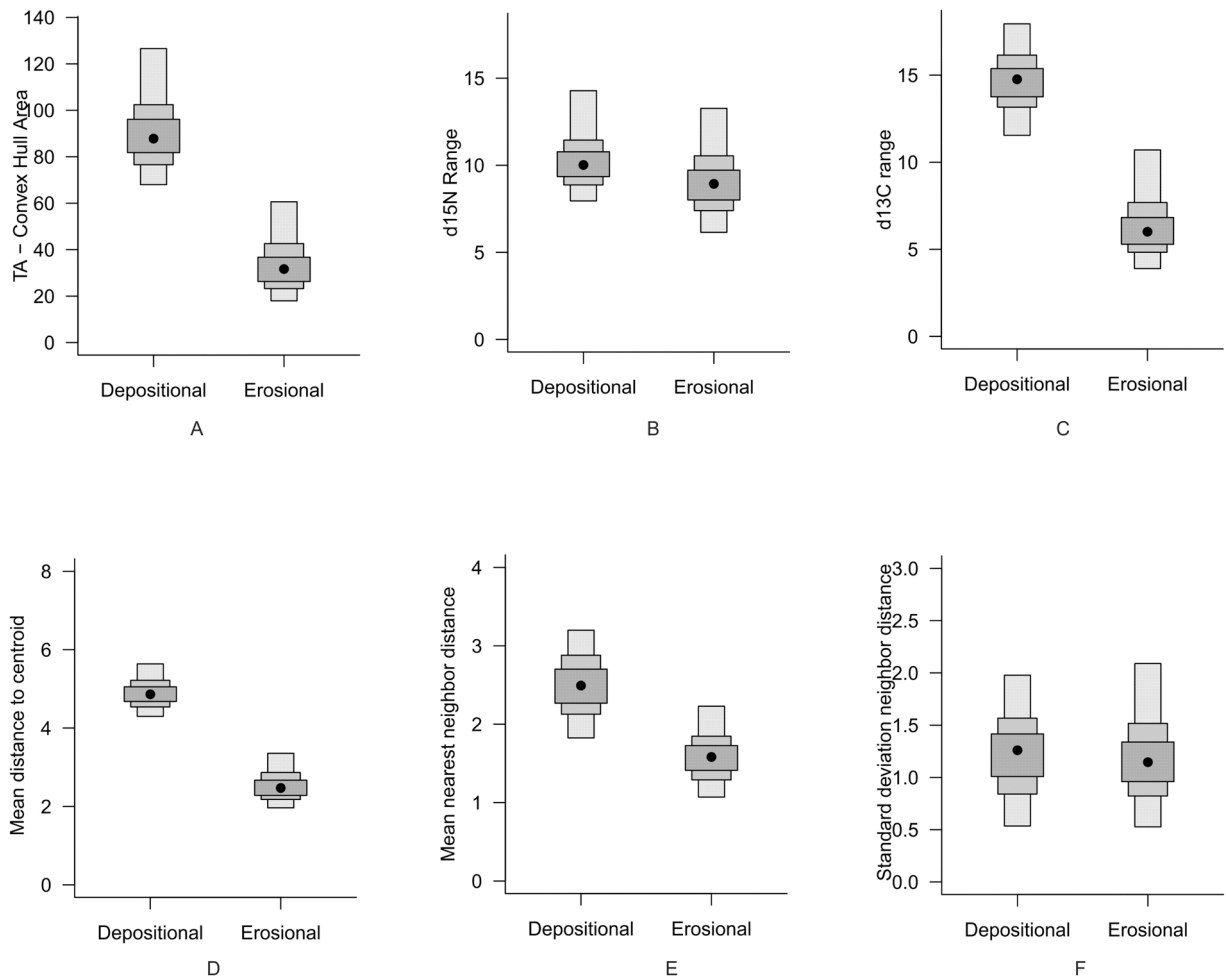 TA − Convex Hull Area
140
120
100
80
60
40
20
0
Depositional
Erosional
A
d15N Range
15
10
5
0
Depositional
Erosional
B
d13C range
15
10
5
0
Depositional
Erosional
C
Mean distance to centroid
8
6
4
2
0
Depositional
Erosional
D
Mean nearest neighbor distance
4
3
2
1
0
Depositional
Erosional
E
Standard deviation neighbor distance
3.0
2.5
2.0
1.5
1.0
0.5
0.0
Depositional
Erosional
F